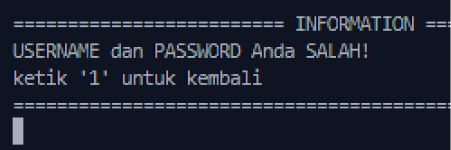 ========================= INFORMATION ===
USERNAME dan PASSWORD Anda SALAH!
ketik '1' untuk kembali
=========================================